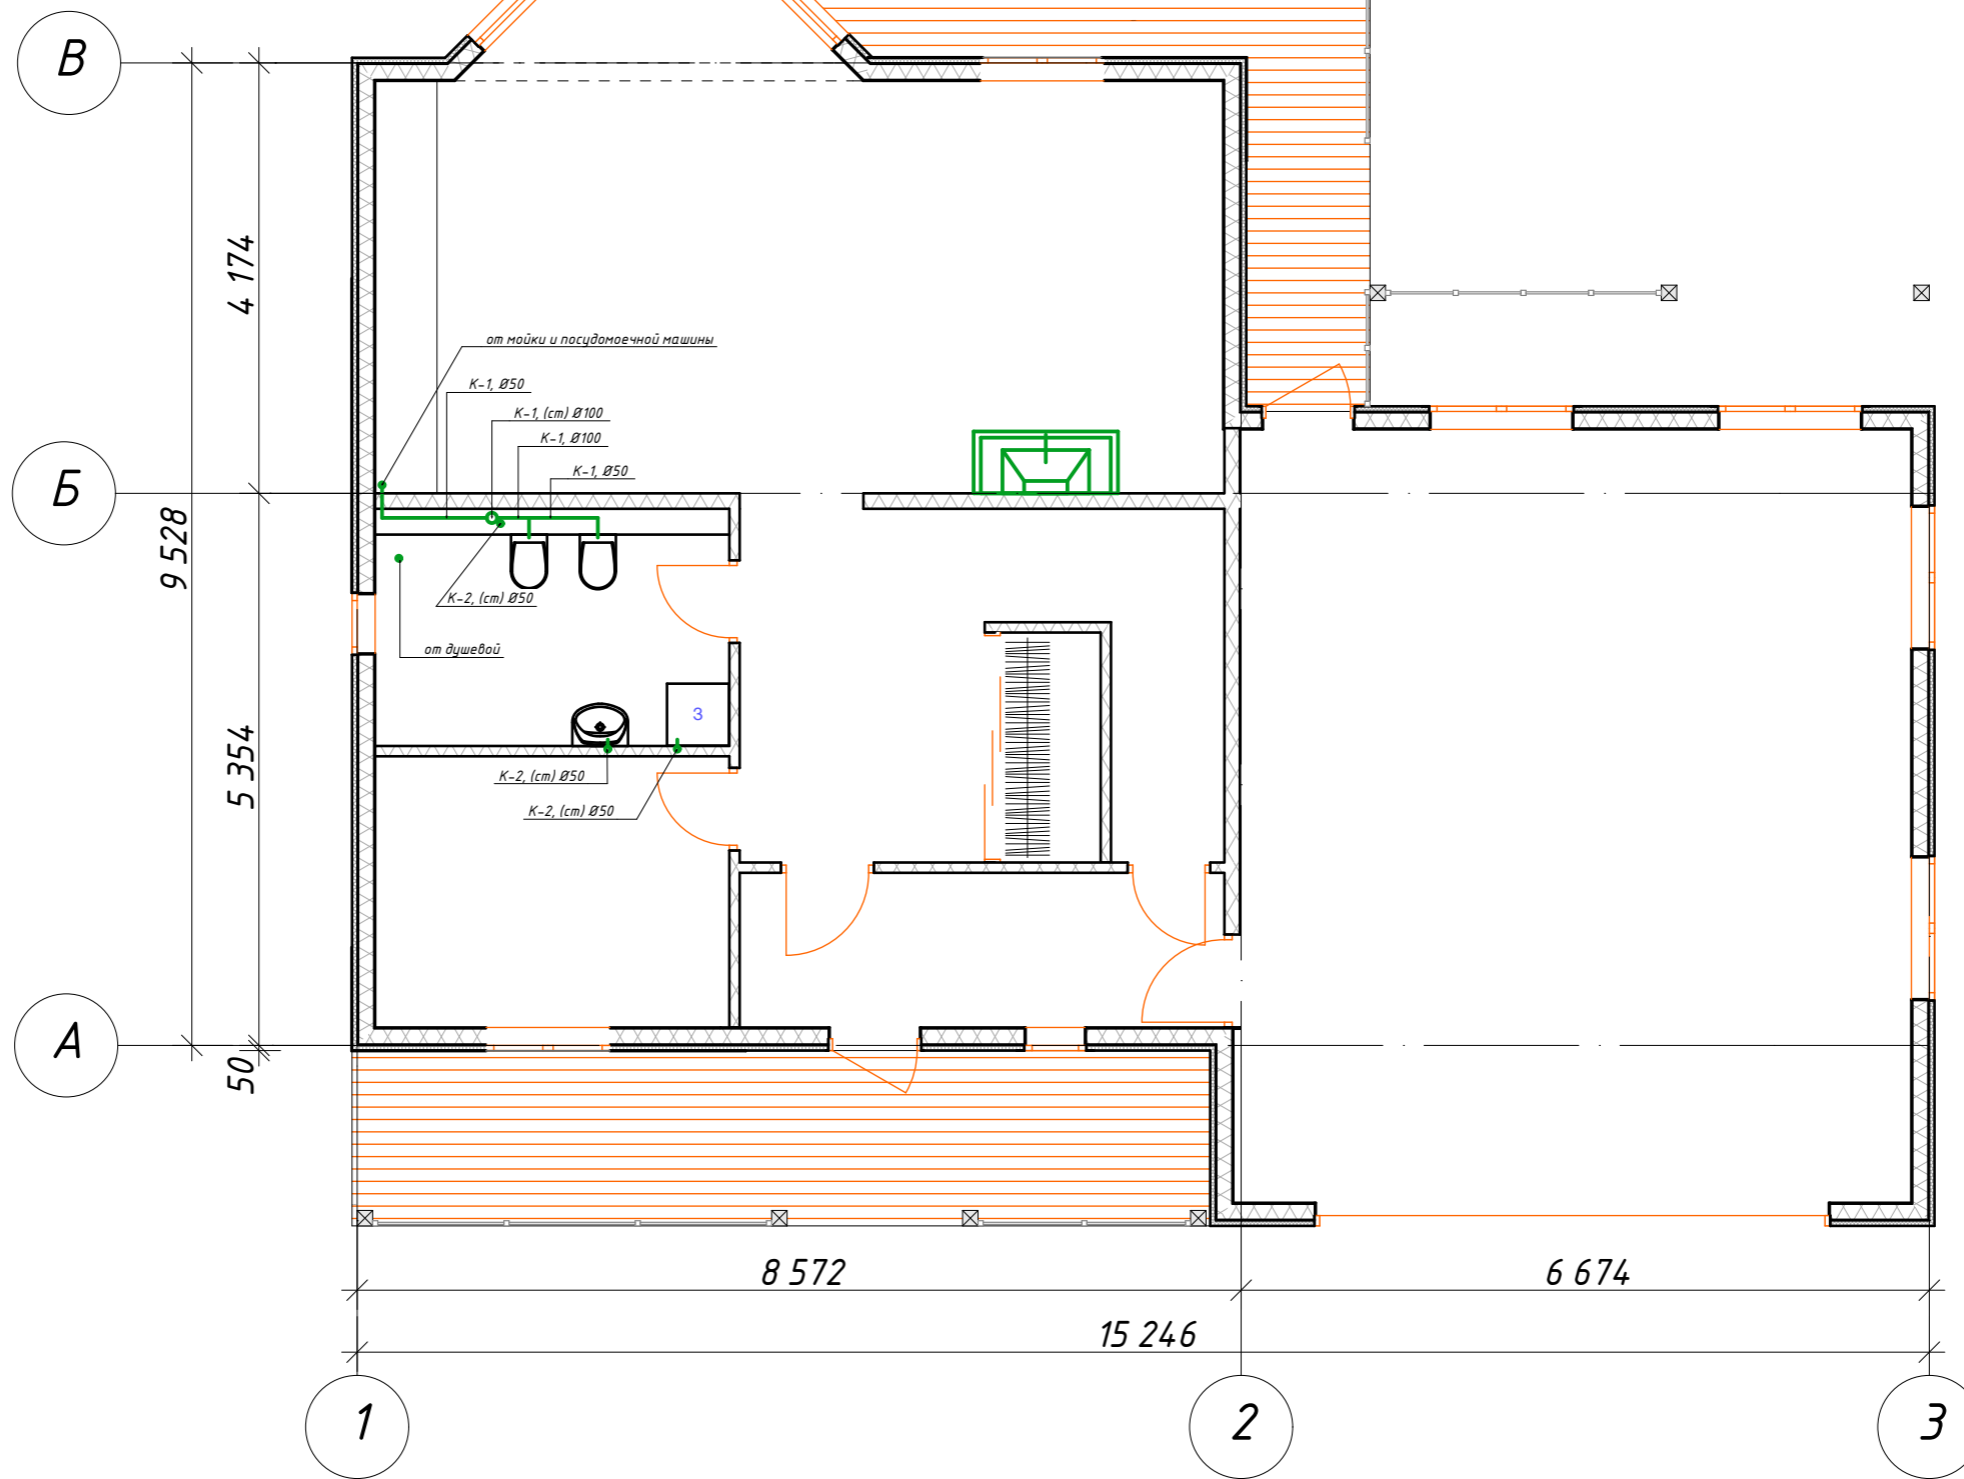 В
4 174
от мойки и посудомоечной машины
К-1, Ø50
К-1, (ст) Ø100
К-1, Ø100
К-1, Ø50
Б
9 528
К-2, (ст) Ø50
от душевой
3
5 354
К-2, (ст) Ø50
К-2, (ст) Ø50
А
50
8 572
6 674
15 246
1
2
3